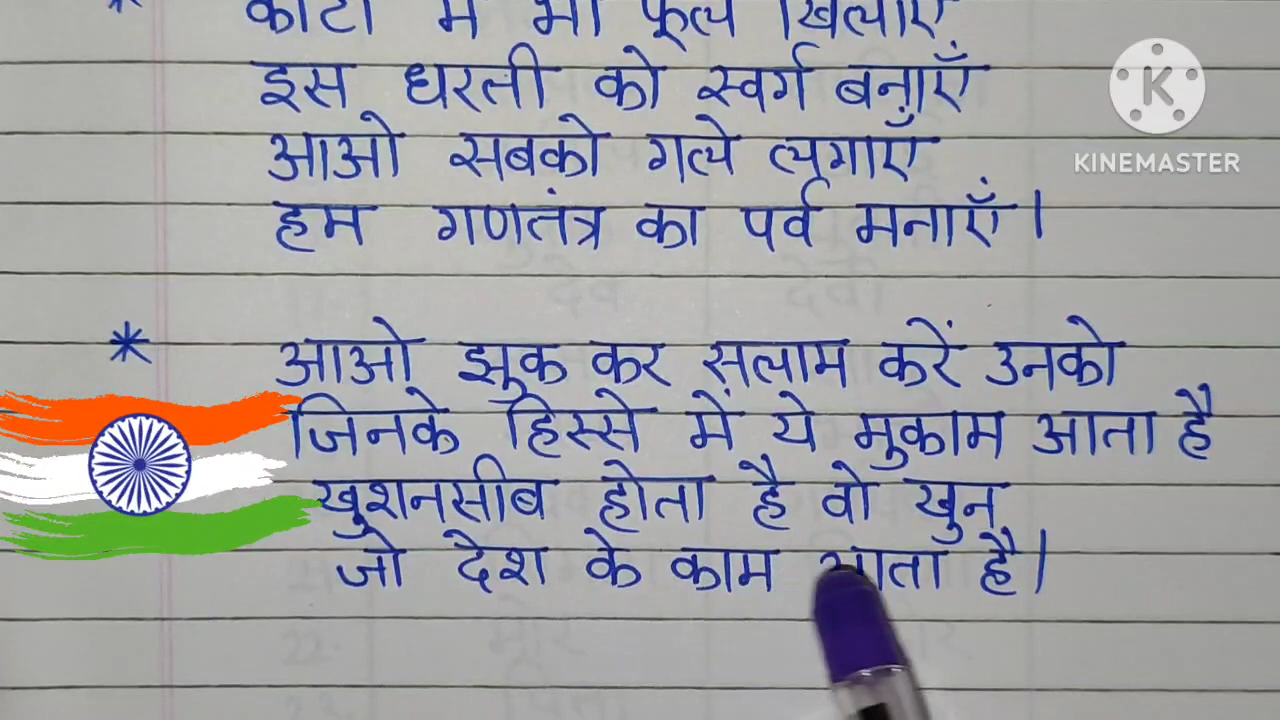 * काँटों में भी फूल खिलाएँ
इस धरती को स्वर्ग बनाएँ
आओ सबको गले लगाएँ
हम गणतंत्र का पर्व मनाएँ।
K
KINEMASTER
* आओ झुक कर सलाम करें उनको
जिनके हिस्से में ये मुकाम आता है
खुशनसीब होता है वो खुन
जो देश के काम आता है।